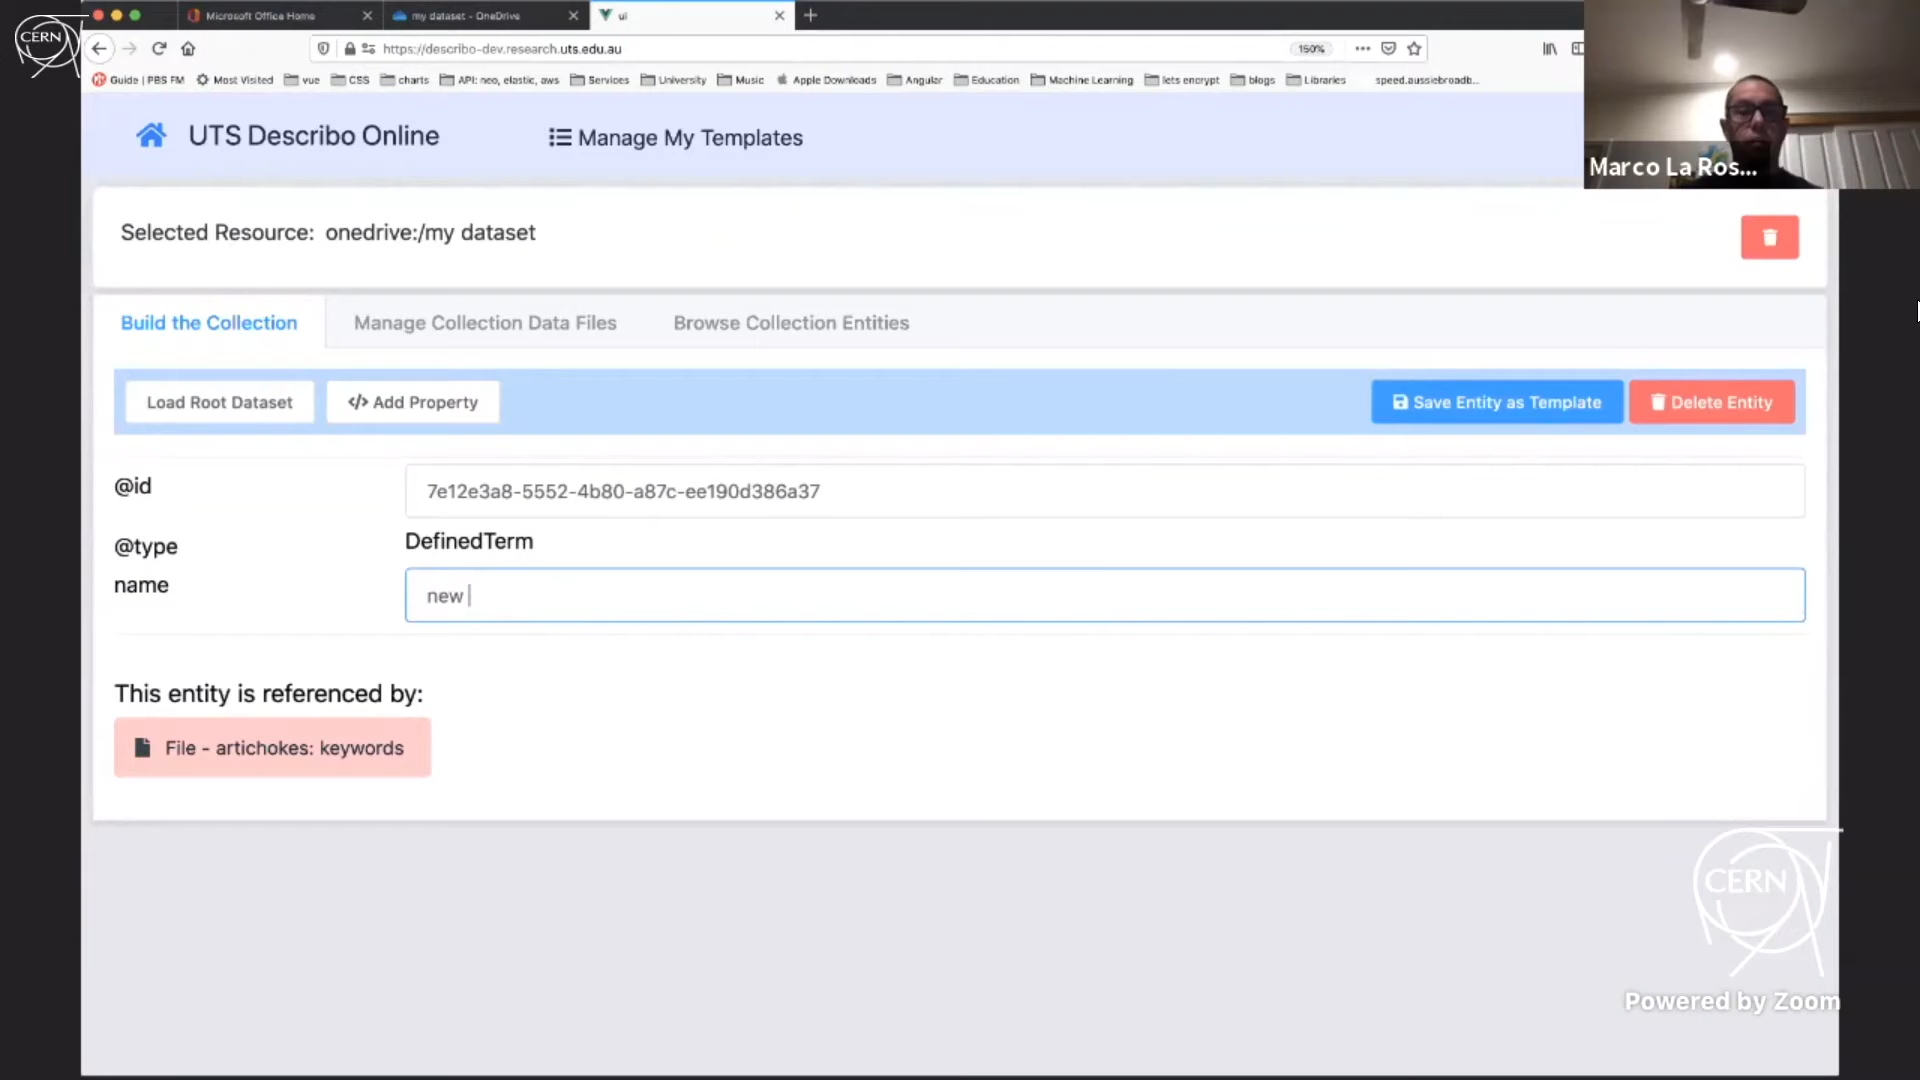 CERN
Microsoft Office Home
my dataset - OneDrive
ui
https://describo-dev.research.uts.edu.au
150%
Guide | PBS FM
Most Visited
vue
CSS
charts
API: neo, elastic, aws
Services
University
Music
Apple Downloads
Angular
Education
Machine Learning
lets encrypt
blogs
Libraries
speed.aussiebroadb...
UTS Describo Online
Manage My Templates
Marco La Ros...
Selected Resource: onedrive:/my dataset
Build the Collection
Manage Collection Data Files
Browse Collection Entities
Load Root Dataset
</> Add Property
Save Entity as Template
Delete Entity
@id
7e12e3a8-5552-4b80-a87c-ee190d386a37
@type
DefinedTerm
name
new
This entity is referenced by:
File - artichokes: keywords
CERN
Powered by Zoom